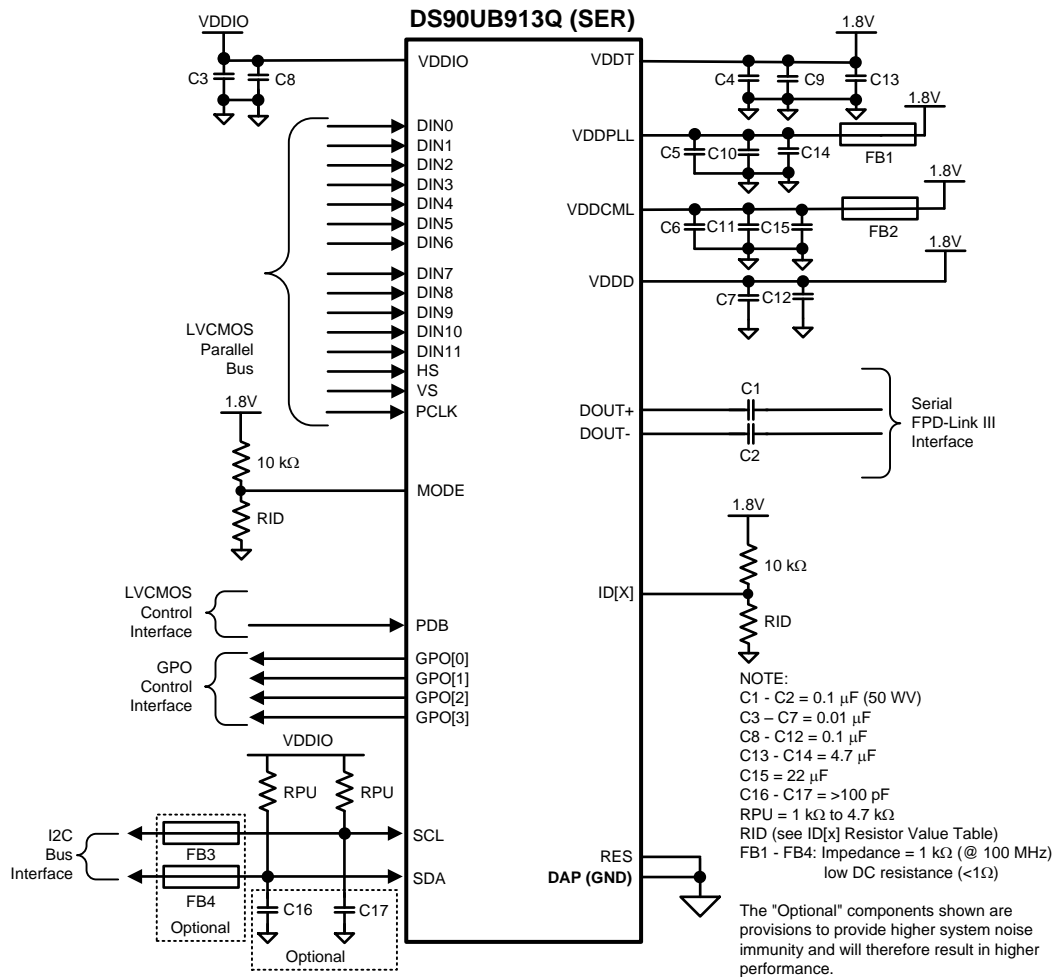 DS90UB913Q (SER)
VDDIO
C3
C8
VDDIO
DIN0
DIN1
DIN2
DIN3
DIN4
DIN5
DIN6
DIN7
DIN8
DIN9
DIN10
DIN11
HS
VS
PCLK
LVCMOS
Parallel
Bus
1.8V
10 kΩ
MODE
RID
LVCMOS
Control
Interface
PDB
GPO[0]
GPO[1]
GPO[2]
GPO[3]
GPO
Control
Interface
VDDIO
RPU
RPU
I2C
Bus
Interface
FB3
SCL
FB4
SDA
Optional
C16
C17
Optional
1.8V
VDDT
C4
C9
C13
1.8V
VDDPLL
C5
C10
C14
FB1
1.8V
VDDCML
C6
C11
C15
FB2
1.8V
VDDD
C7
C12
C1
DOUT+
DOUT-
C2
Serial
FPD-Link III
Interface
1.8V
10 kΩ
ID[X]
RID
RES
DAP (GND)
NOTE:
C1 - C2 = 0.1 μF (50 WV)
C3 – C7 = 0.01 μF
C8 - C12 = 0.1 μF
C13 - C14 = 4.7 μF
C15 = 22 μF
C16 - C17 = >100 pF
RPU = 1 kΩ to 4.7 kΩ
RID (see ID[x] Resistor Value Table)
FB1 - FB4: Impedance = 1 kΩ (@ 100 MHz)
low DC resistance (<1Ω)
The "Optional" components shown are
provisions to provide higher system noise
immunity and will therefore result in higher
performance.